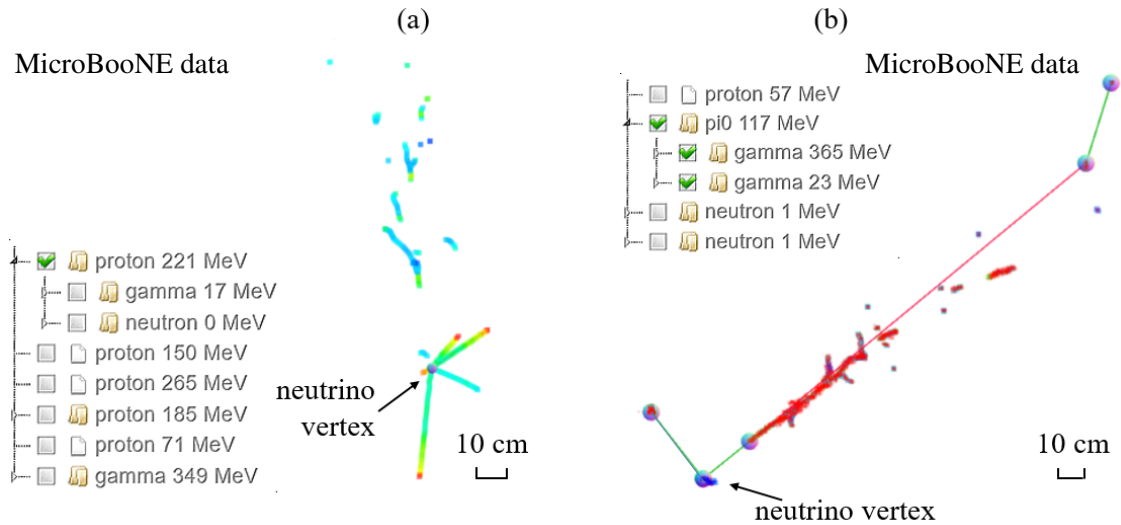 (a)
MicroBooNE data
proton 221 MeV
gamma 17 MeV
neutron 0 MeV
proton 150 MeV
proton 265 MeV
proton 185 MeV
proton 71 MeV
gamma 349 MeV
neutrino
vertex
10 cm
(b)
MicroBooNE data
proton 57 MeV
pi0 117 MeV
gamma 365 MeV
gamma 23 MeV
neutron 1 MeV
neutron 1 MeV
10 cm
neutrino vertex